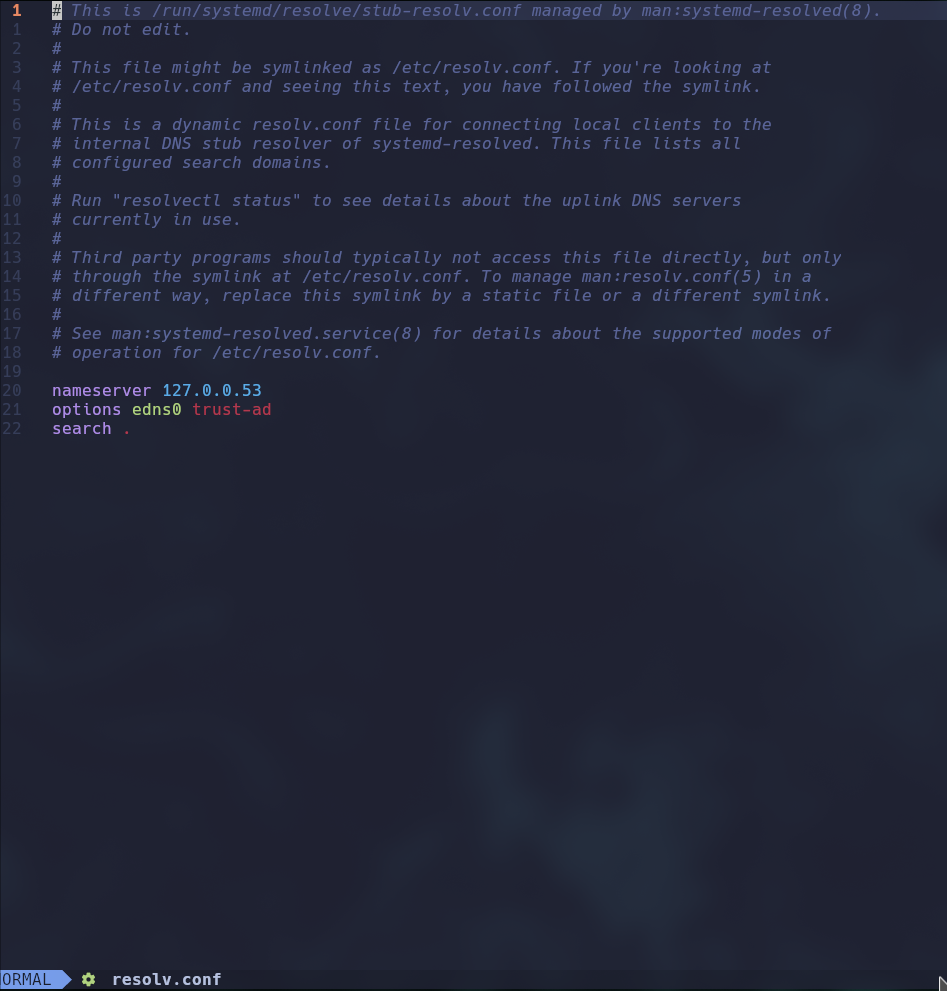 1 # This is /run/systemd/resolve/stub-resolv.conf managed by man:systemd-resolved(8).
1 # Do not edit.
2 #
3 # This file might be symlinked as /etc/resolv.conf. If you're looking at
4 # /etc/resolv.conf and seeing this text, you have followed the symlink.
5 #
6 # This is a dynamic resolv.conf file for connecting local clients to the
7 # internal DNS stub resolver of systemd-resolved. This file lists all
8 # configured search domains.
9 #
10 # Run "resolvectl status" to see details about the uplink DNS servers
11 # currently in use.
12 #
13 # Third party programs should typically not access this file directly, but only
14 # through the symlink at /etc/resolv.conf. To manage man:resolv.conf(5) in a
15 # different way, replace this symlink by a static file or a different symlink.
16 #
17 # See man:systemd-resolved.service(8) for details about the supported modes of
18 # operation for /etc/resolv.conf.
19
20 nameserver 127.0.0.53
21 options edns0 trust-ad
22 search .
ORMAL resolv.conf